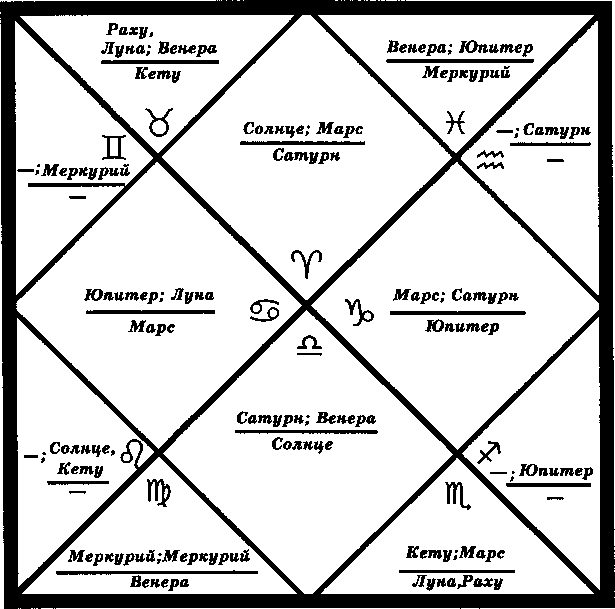 Раху,
Луна; Венера
Кету
♉
Венера; Юпитер
Меркурий
♓
Солнце; Марс
Сатурн
♈
♊
—; Меркурий
—
—; Сатурн
♒
—
Юпитер; Луна
Марс
♋
♑
Марс; Сатурн
Юпитер
♎
Сатурн; Венера
Солнце
—; Солнце,
Кету
—
♌
♐
—; Юпитер
—
♍
Меркурий;Меркурий
Венера
♏
Кету;Марс
Луна,Раху